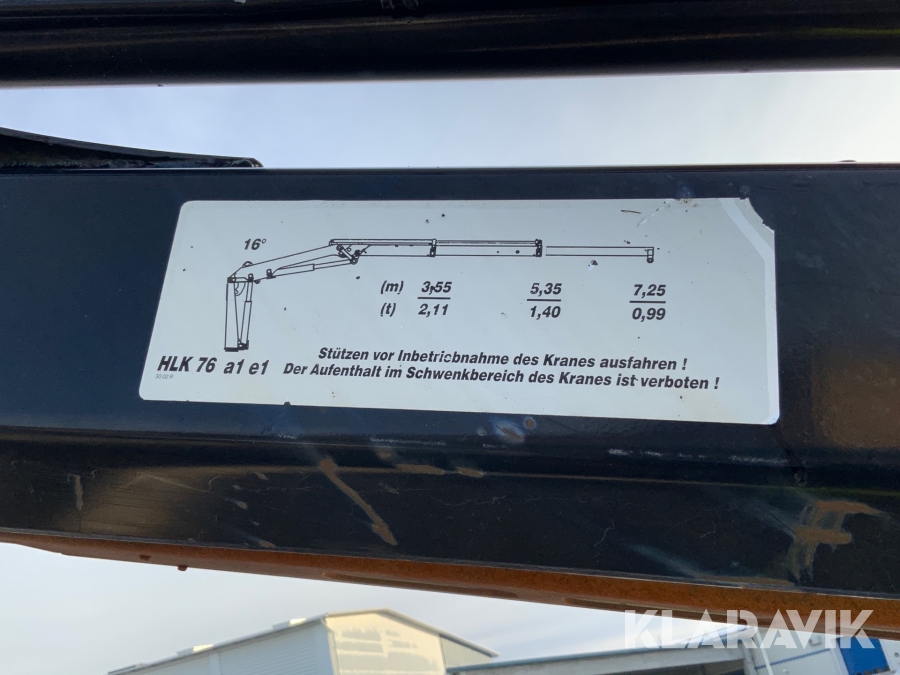 16°
(m) 3,55 5,35 7,25
(t) 2,11 1,40 0,99
Stützen vor Inbetriebnahme des Kranes ausfahren !
HLK 76 a1 e1 Der Aufenthalt im Schwenkbereich des Kranes ist verboten !
KLARAVIK